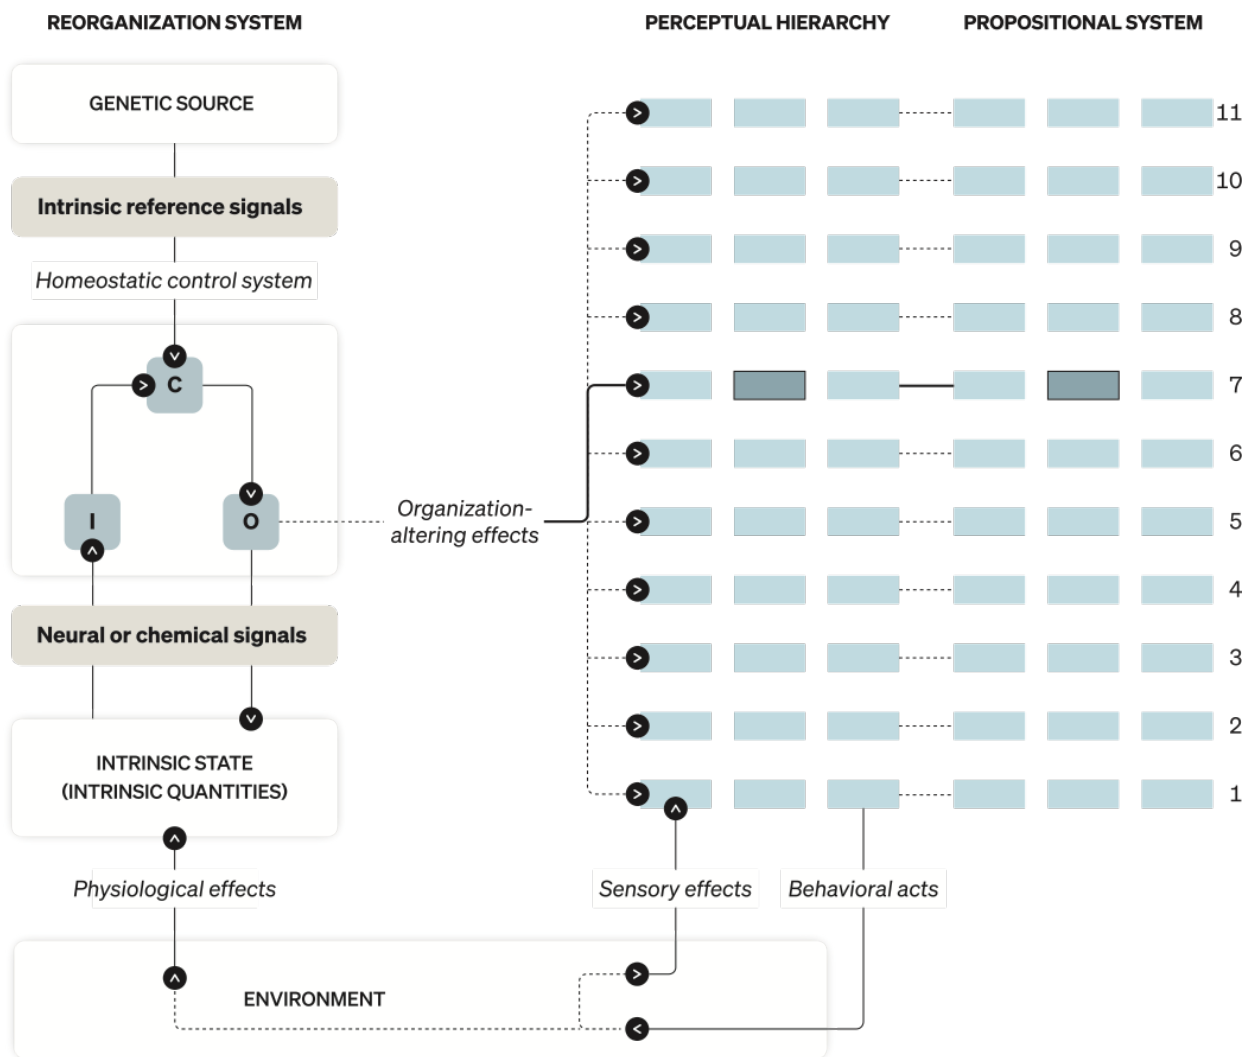 REORGANIZATION SYSTEM
PERCEPTUAL HIERARCHY
PROPOSITIONAL SYSTEM
GENETIC SOURCE
Intrinsic reference signals
Homeostatic control system
C
I
O
Organization-
altering effects
Neural or chemical signals
INTRINSIC STATE
(INTRINSIC QUANTITIES)
Physiological effects
Sensory effects
Behavioral acts
ENVIRONMENT
11
10
9
8
7
6
5
4
3
2
1